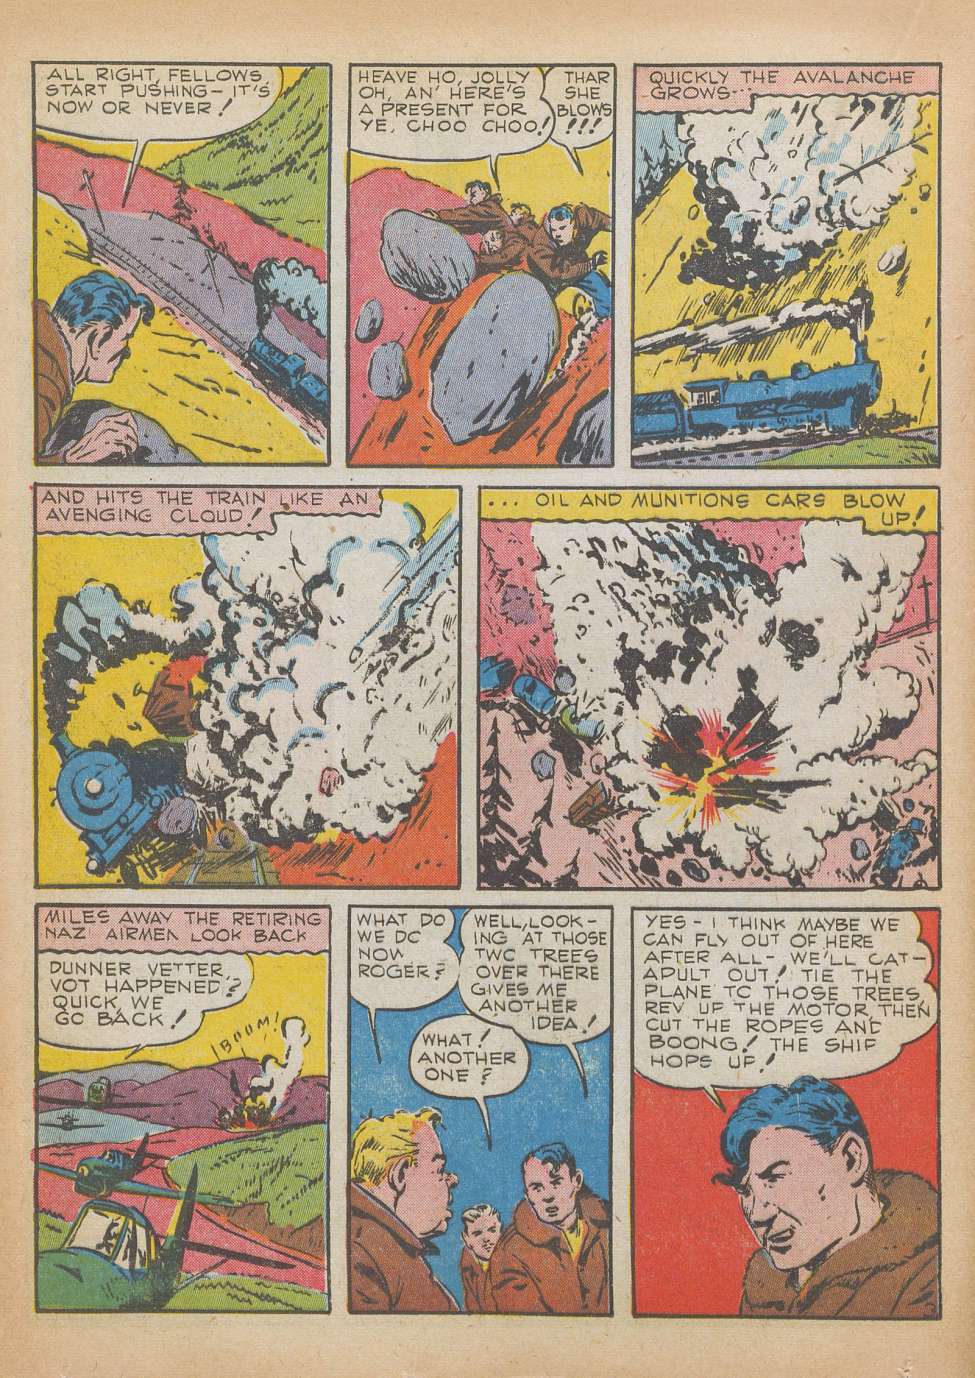 ALL RIGHT, FELLOWS,
START PUSHING - IT'S
NOW OR NEVER!
HEAVE HO, JOLLY
OH, AN' HERE'S
A PRESENT FOR
YE, CHOO CHOO!
THAR
SHE
BLOWS
!!!
QUICKLY THE AVALANCHE
GROWS...
AND HITS THE TRAIN LIKE AN
AVENGING CLOUD!
... OIL AND MUNITIONS CARS BLOW
UP!
MILES AWAY THE RETIRING
NAZ' AIRMEN LOOK BACK
DUNNER VETTER,
VOT HAPPENED?
QUICK, WE
GO BACK!
BOOM!
WHAT DO
WE DO
NOW
ROGER?
WELL, LOOK-
ING AT THOSE
TWO TREES
OVER THERE
GIVES ME
ANOTHER
IDEA!
WHAT!
ANOTHER
ONE?
YES - I THINK MAYBE WE
CAN FLY OUT OF HERE
AFTER ALL - WE'LL CAT-
APULT OUT! TIE THE
PLANE TO THOSE TREES,
REV UP THE MOTOR, THEN
CUT THE ROPES AND
BOONG! THE SHIP
HOPS UP!